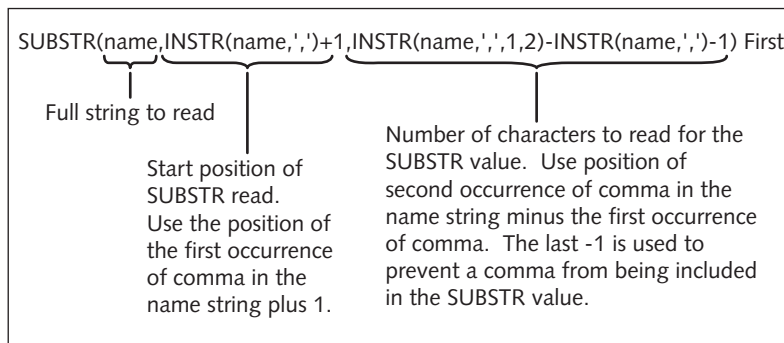 SUBSTR(name,INSTR(name,',')+1,INSTR(name,',',1,2)-INSTR(name,',')-1) First
Full string to read
Start position of
SUBSTR read.
Use the position of
the first occurrence
of comma in the
name string plus 1.
Number of characters to read for the
SUBSTR value.  Use position of
second occurrence of comma in the
name string minus the first occurrence
of comma.  The last -1 is used to
prevent a comma from being included
in the SUBSTR value.